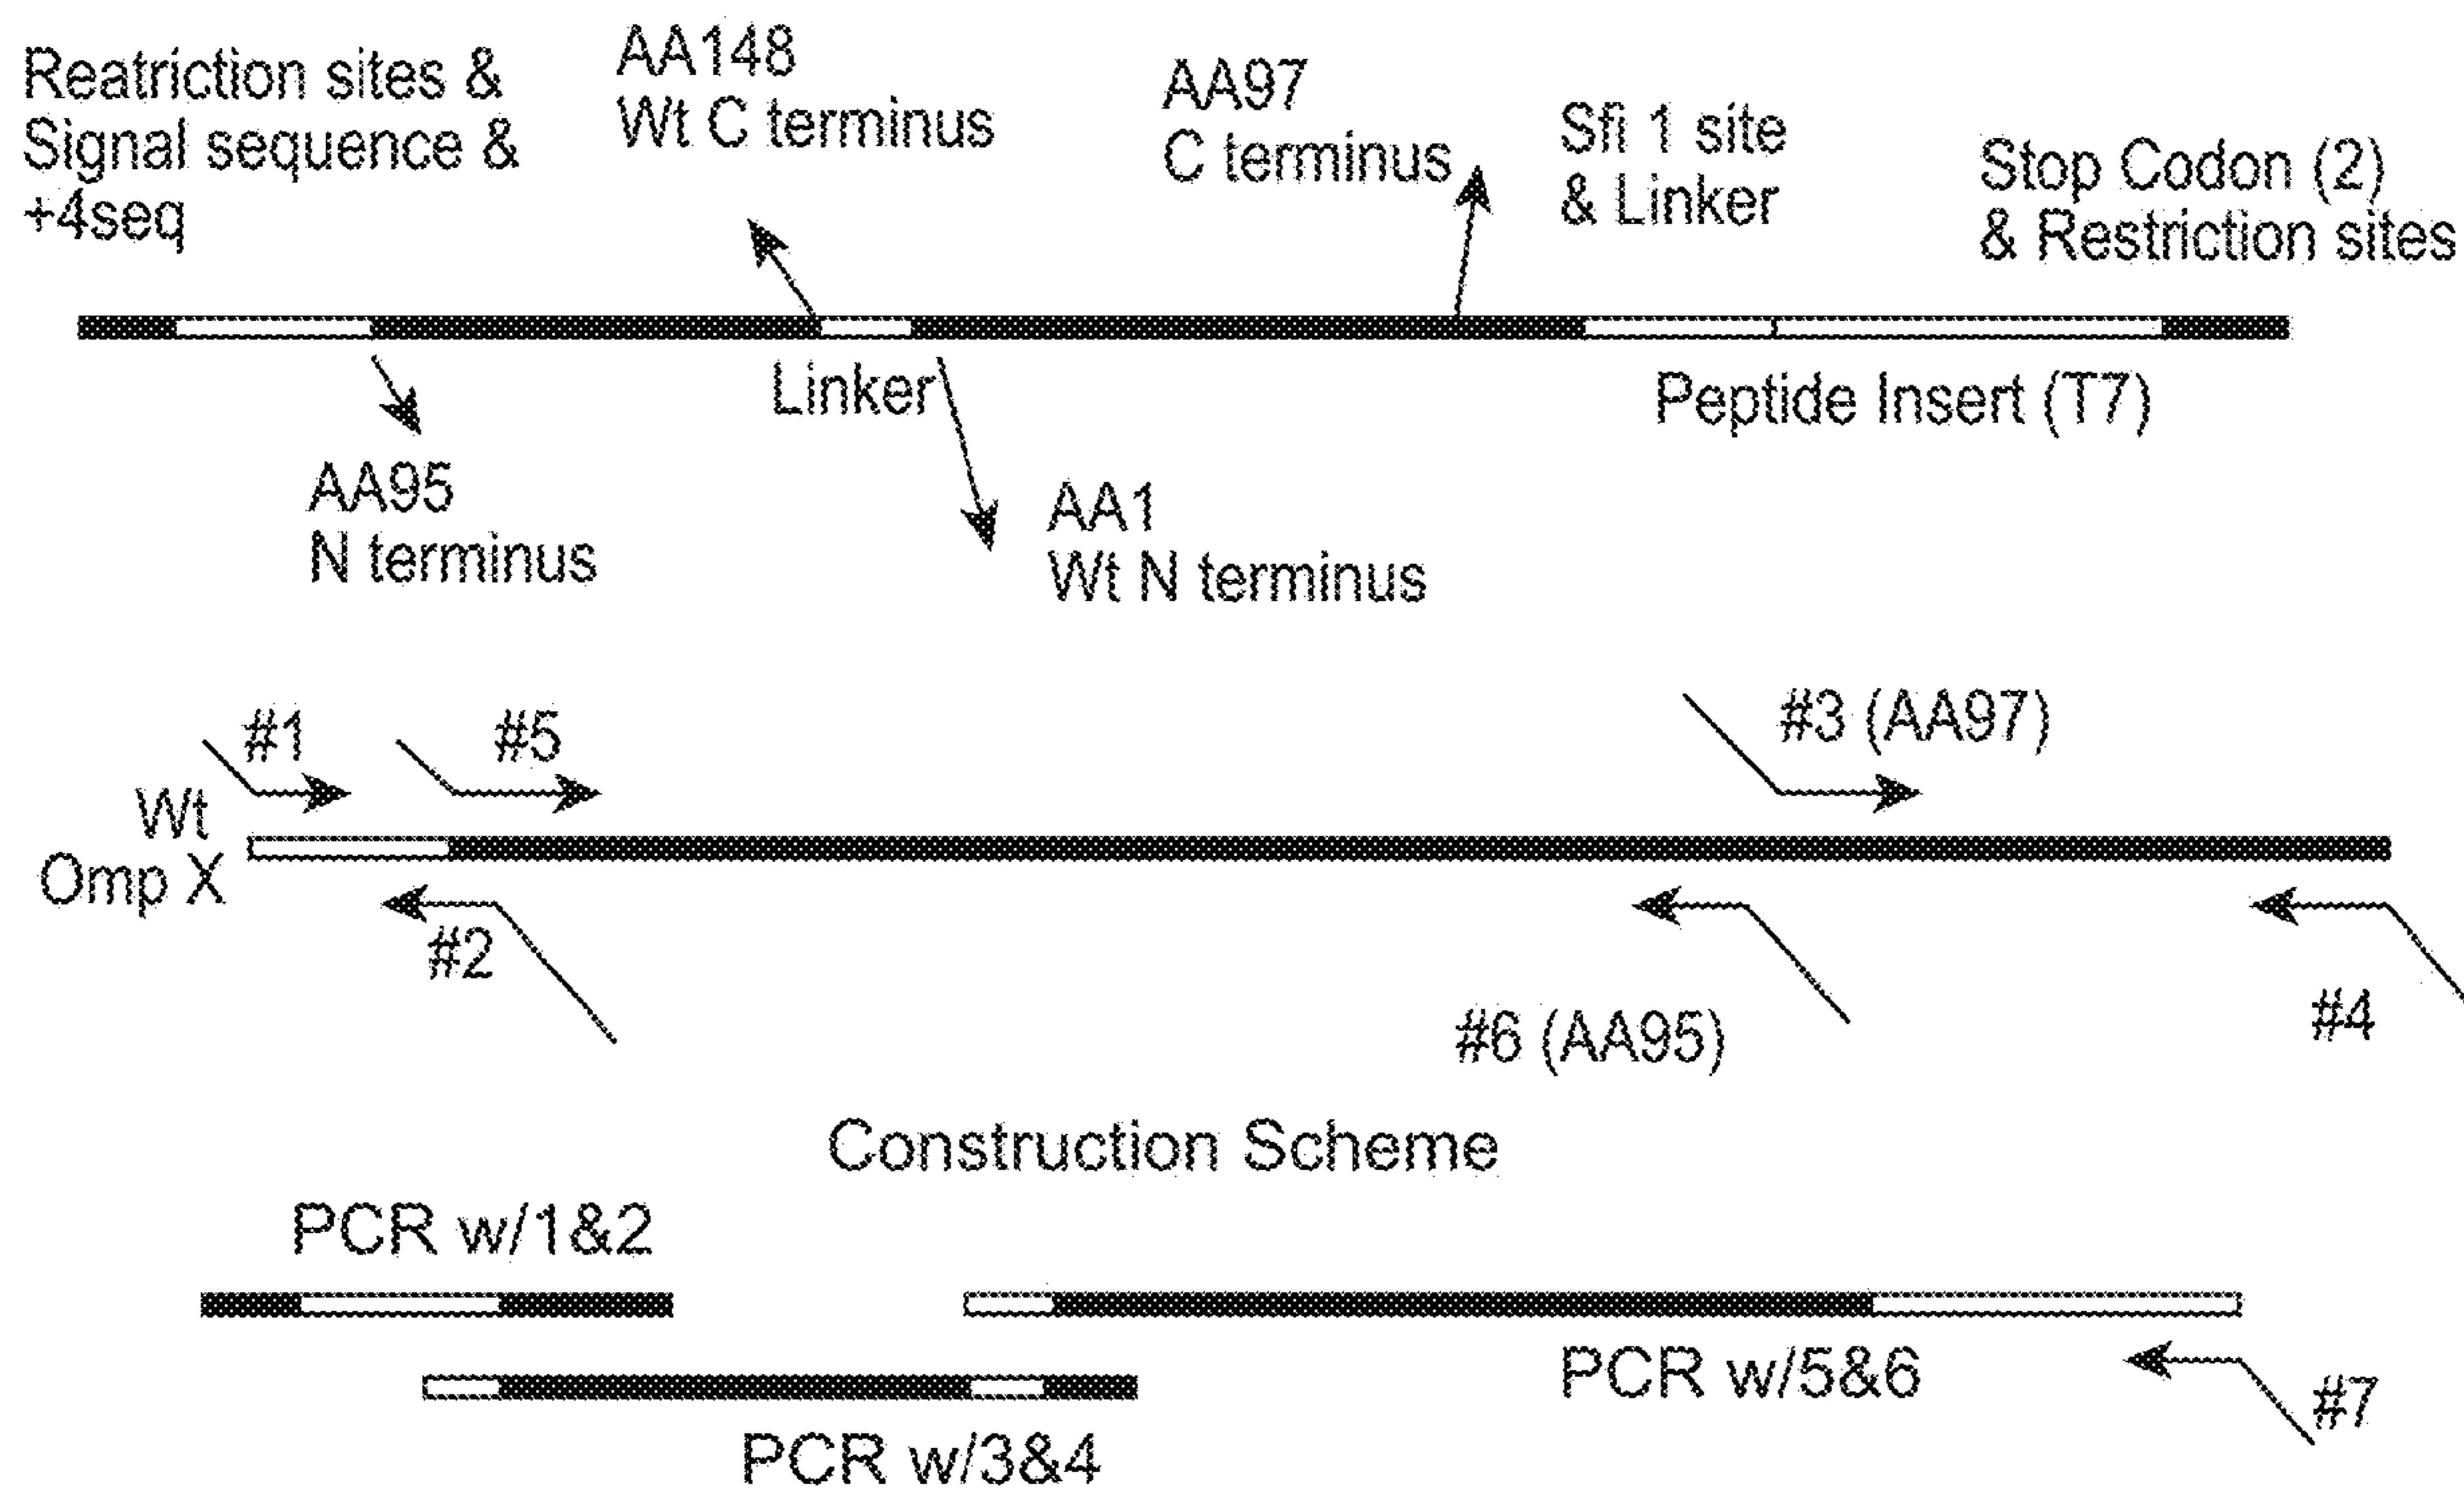 Reatriction sites &
Signal sequence &
+4seq
AA148
Wt C terminus
AA97
C terminus
Sfi 1 site
& Linker
Stop Codon (2)
& Restriction sites
Linker
Peptide Insert (T7)
AA95
N terminus
AA1
Wt N terminus
#1
#5
#3 (AA97)
Wt
Omp X
#2
#6 (AA95)
#4
Construction Scheme
PCR w/1&2
PCR w/5&6
#7
PCR w/3&4